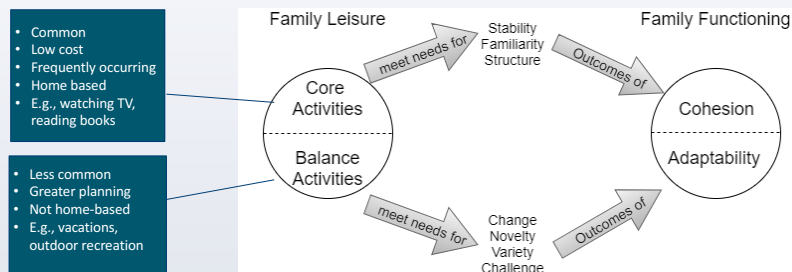 Family Leisure
Family Functioning
• Common
• Low cost
• Frequently occurring
• Home based
• E.g., watching TV,
reading books
• Less common
• Greater planning
• Not home-based
• E.g., vacations,
outdoor recreation
Core
Activities
Balance
Activities
meet needs for
Stability
Familiarity
Structure
Outcomes of
meet needs for
Change
Novelty
Variety
Challenge
Outcomes of
Cohesion
Adaptability